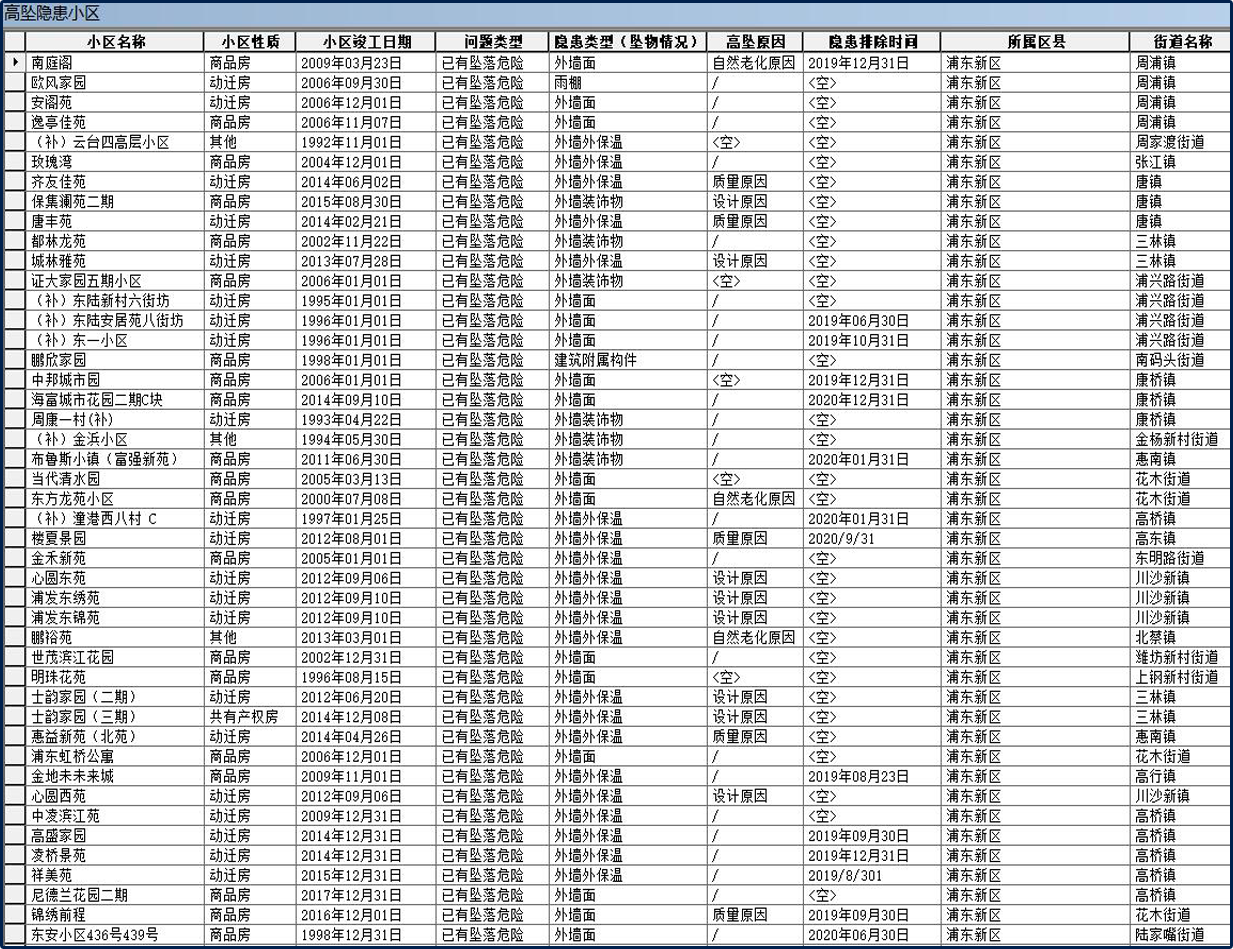 高坠隐患小区
小区名称 小区性质 小区竣工日期 问题类型 隐患类型（坠物情况） 高坠原因 隐患排除时间 所属区县 街道名称
南庭阁 商品房 2009年03月23日 已有坠落危险 外墙面 自然老化原因 2019年12月31日 浦东新区 周浦镇
欧风家园 动迁房 2006年09月30日 已有坠落危险 雨棚 / <空> 浦东新区 周浦镇
安阁苑 动迁房 2006年12月01日 已有坠落危险 外墙面 / <空> 浦东新区 周浦镇
逸亭佳苑 商品房 2006年11月07日 已有坠落危险 外墙面 / <空> 浦东新区 周浦镇
（补）云台四高层小区 其他 1992年11月01日 已有坠落危险 外墙外保温 <空> <空> 浦东新区 周家渡街道
玫瑰湾 商品房 2004年12月01日 已有坠落危险 外墙外保温 / <空> 浦东新区 张江镇
齐友佳苑 动迁房 2014年06月02日 已有坠落危险 外墙外保温 质量原因 <空> 浦东新区 唐镇
保集澜苑二期 商品房 2015年08月30日 已有坠落危险 外墙装饰物 设计原因 <空> 浦东新区 唐镇
唐丰苑 动迁房 2014年02月21日 已有坠落危险 外墙外保温 质量原因 <空> 浦东新区 唐镇
都林龙苑 商品房 2002年11月22日 已有坠落危险 外墙装饰物 / <空> 浦东新区 三林镇
城林雅苑 动迁房 2013年07月28日 已有坠落危险 外墙外保温 设计原因 <空> 浦东新区 三林镇
证大家园五期小区 商品房 2006年01月01日 已有坠落危险 外墙装饰物 <空> <空> 浦东新区 浦兴路街道
（补）东陆新村六街坊 动迁房 1995年01月01日 已有坠落危险 外墙面 / <空> 浦东新区 浦兴路街道
（补）东陆安居苑八街坊 动迁房 1996年01月01日 已有坠落危险 外墙面 / 2019年06月30日 浦东新区 浦兴路街道
（补）东一小区 动迁房 1996年01月01日 已有坠落危险 外墙面 / 2019年10月31日 浦东新区 浦兴路街道
鹏欣家园 商品房 1998年01月01日 已有坠落危险 建筑附属构件 / <空> 浦东新区 南码头街道
中邦城市园 商品房 2006年01月01日 已有坠落危险 外墙面 <空> 2019年12月31日 浦东新区 康桥镇
海富城市花园二期C块 商品房 2014年09月10日 已有坠落危险 外墙面 / 2020年12月31日 浦东新区 康桥镇
周康一村(补) 动迁房 1993年04月22日 已有坠落危险 外墙装饰物 / <空> 浦东新区 康桥镇
（补）金浜小区 其他 1994年05月30日 已有坠落危险 外墙装饰物 / <空> 浦东新区 金杨新村街道
布鲁斯小镇（富强新苑） 商品房 2011年06月30日 已有坠落危险 外墙装饰物 / 2020年01月31日 浦东新区 惠南镇
当代清水园 商品房 2005年03月13日 已有坠落危险 外墙面 <空> <空> 浦东新区 花木街道
东方龙苑小区 商品房 2000年07月08日 已有坠落危险 外墙面 自然老化原因 <空> 浦东新区 花木街道
（补）潼港西八村 C 动迁房 1997年01月25日 已有坠落危险 外墙外保温 / 2020年01月31日 浦东新区 高桥镇
楼夏景园 动迁房 2012年08月01日 已有坠落危险 外墙外保温 质量原因 2020/9/31 浦东新区 高东镇
金禾新苑 商品房 2005年01月01日 已有坠落危险 外墙外保温 / <空> 浦东新区 东明路街道
心圆东苑 动迁房 2012年09月06日 已有坠落危险 外墙外保温 设计原因 <空> 浦东新区 川沙新镇
浦发东绣苑 动迁房 2012年09月10日 已有坠落危险 外墙外保温 设计原因 <空> 浦东新区 川沙新镇
浦发东锦苑 动迁房 2012年09月10日 已有坠落危险 外墙外保温 设计原因 <空> 浦东新区 川沙新镇
鹏裕苑 其他 2013年03月01日 已有坠落危险 外墙外保温 自然老化原因 <空> 浦东新区 北蔡镇
世茂滨江花园 商品房 2002年12月31日 已有坠落危险 外墙面 / <空> 浦东新区 潍坊新村街道
明珠花苑 商品房 1996年08月15日 已有坠落危险 外墙面 <空> <空> 浦东新区 上钢新村街道
士韵家园（二期） 动迁房 2012年06月20日 已有坠落危险 外墙外保温 设计原因 <空> 浦东新区 三林镇
士韵家园（三期） 共有产权房 2014年12月08日 已有坠落危险 外墙外保温 设计原因 <空> 浦东新区 三林镇
惠益新苑（北苑） 动迁房 2014年04月26日 已有坠落危险 外墙外保温 质量原因 <空> 浦东新区 惠南镇
浦东虹桥公寓 商品房 2006年12月01日 已有坠落危险 外墙面 / <空> 浦东新区 花木街道
金地未未来城 商品房 2009年11月01日 已有坠落危险 外墙外保温 / 2019年08月23日 浦东新区 高行镇
心圆西苑 动迁房 2012年09月06日 已有坠落危险 外墙外保温 设计原因 <空> 浦东新区 川沙新镇
中凌滨江苑 动迁房 2009年12月31日 已有坠落危险 外墙外保温 / <空> 浦东新区 高桥镇
高盛家园 动迁房 2014年12月31日 已有坠落危险 外墙外保温 / 2019年09月30日 浦东新区 高桥镇
凌桥景苑 动迁房 2014年12月31日 已有坠落危险 外墙外保温 / 2019年12月31日 浦东新区 高桥镇
祥美苑 动迁房 2015年12月31日 已有坠落危险 外墙外保温 / 2019/8/301 浦东新区 高桥镇
尼德兰花园二期 商品房 2017年12月31日 已有坠落危险 外墙面 / <空> 浦东新区 高桥镇
锦绣前程 商品房 2016年12月01日 已有坠落危险 外墙面 质量原因 2019年09月30日 浦东新区 花木街道
东安小区436号439号 商品房 1998年12月31日 已有坠落危险 外墙面 / 2020年06月30日 浦东新区 陆家嘴街道